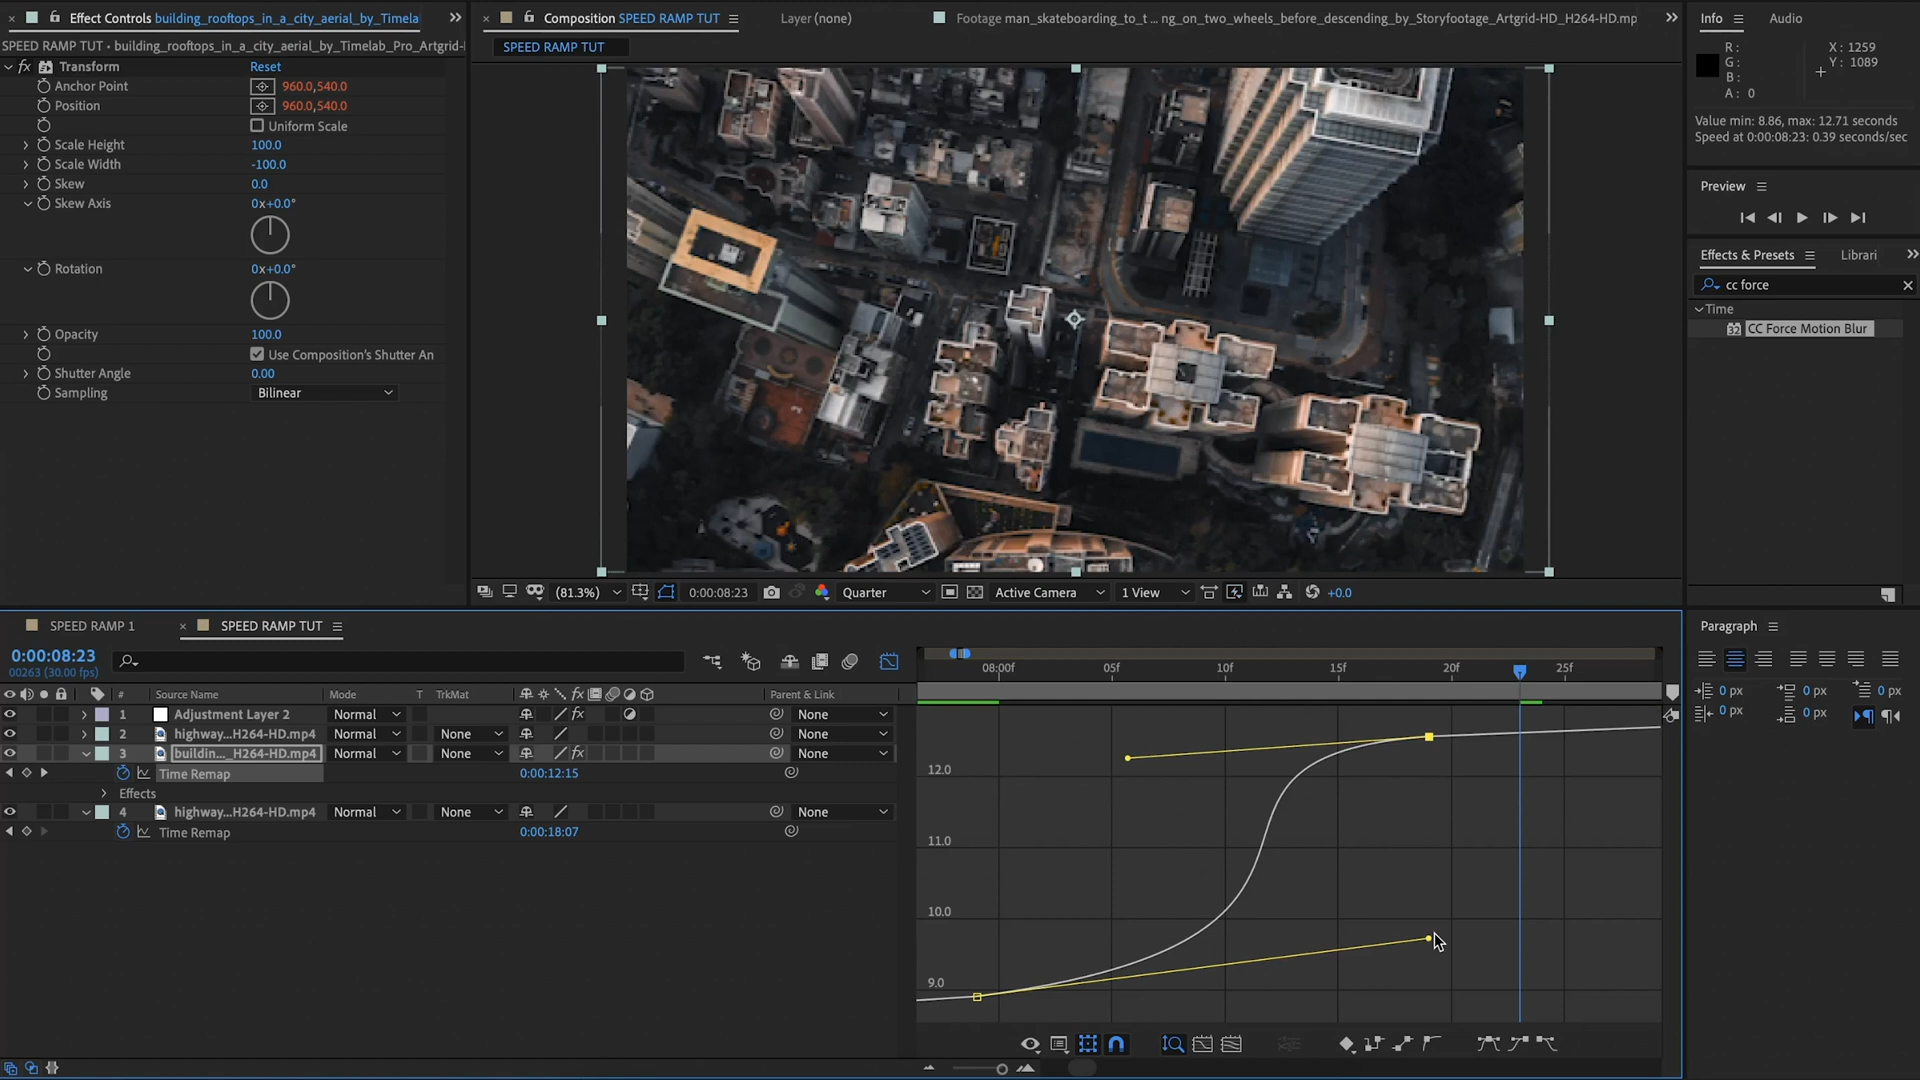 Effect Controls building_rooftops_in_a_city_aerial_by_Timela
SPEED RAMP TUT • building_rooftops_in_a_city_aerial_by_Timelab_Pro_Artgrid-
fx Transform Reset
Anchor Point 960.0,540.0
Position 960.0,540.0
Uniform Scale
Scale Height 100.0
Scale Width -100.0
Skew 0.0
Skew Axis 0x+0.0°
Rotation 0x+0.0°
Opacity 100.0
Use Composition's Shutter An
Shutter Angle 0.00
Sampling Bilinear
Composition SPEED RAMP TUT
Layer (none)
Footage man_skateboarding_to_t ... ng_on_two_wheels_before_descending_by_Storyfootage_Artgrid-HD_H264-HD.mp
SPEED RAMP TUT
(81.3%) 0:00:08:23 Quarter Active Camera 1 View +0.0
Info Audio
R :
G :
B :
A : 0
X : 1259
Y : 1089
Value min: 8.86, max: 12.71 seconds
Speed at 0:00:08:23: 0.39 seconds/sec
Preview
Effects & Presets Librari
cc force
Time
32 CC Force Motion Blur
Paragraph
0 px 0 px 0 px
0 px 0 px
SPEED RAMP 1
SPEED RAMP TUT
0:00:08:23
00263 (30.00 fps)
# Source Name Mode T TrkMat fx Parent & Link
1 Adjustment Layer 2 Normal fx None
2 highway...H264-HD.mp4 Normal None None
3 buildin..._H264-HD.mp4 Normal None fx None
Time Remap 0:00:12:15
Effects
4 highway...H264-HD.mp4 Normal None None
Time Remap 0:00:18:07
08:00f 05f 10f 15f 20f 25f
12.0
11.0
10.0
9.0